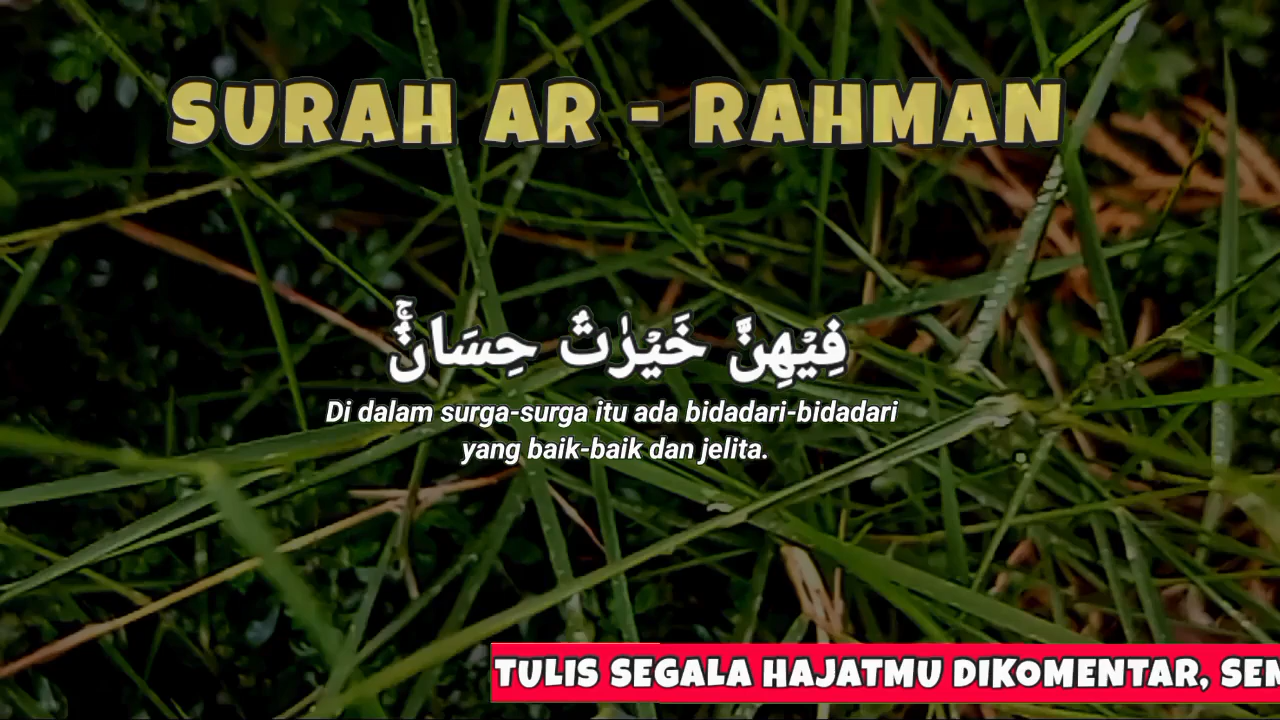 SURAH AR - RAHMAN
فِيْهِنَّ خَيْرٰتٌ حِسَانٌۚ
Di dalam surga-surga itu ada bidadari-bidadari
yang baik-baik dan jelita.
TULIS SEGALA HAJATMU DIKOMENTAR,